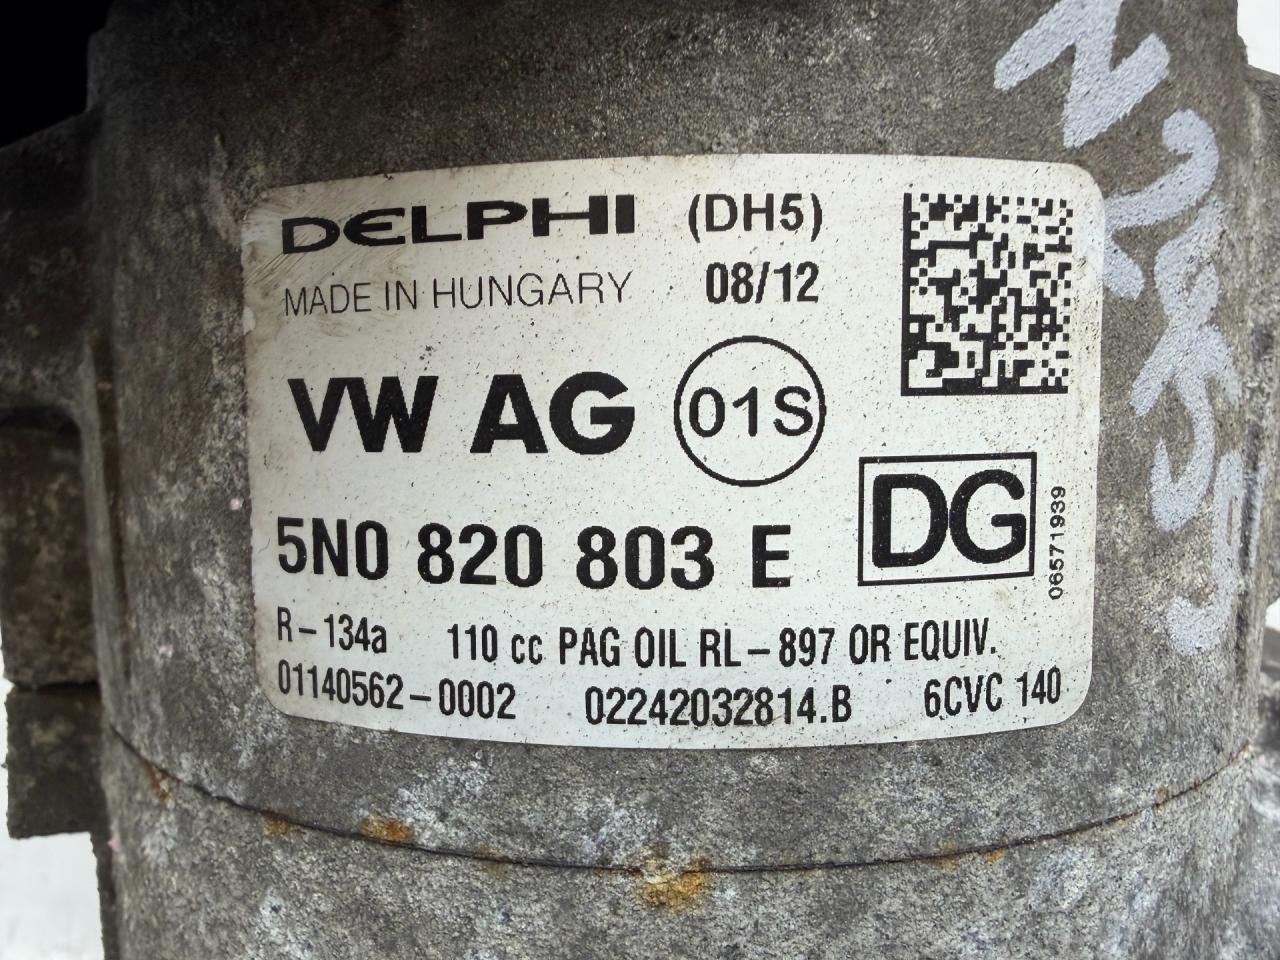 DELPHI (DH5)
MADE IN HUNGARY 08/12
VW AG 01S
DG
06571939
5N0 820 803 E
R-134a 110 cc PAG OIL RL-897 OR EQUIV.
01140562-0002 02242032814.B 6CVC 140